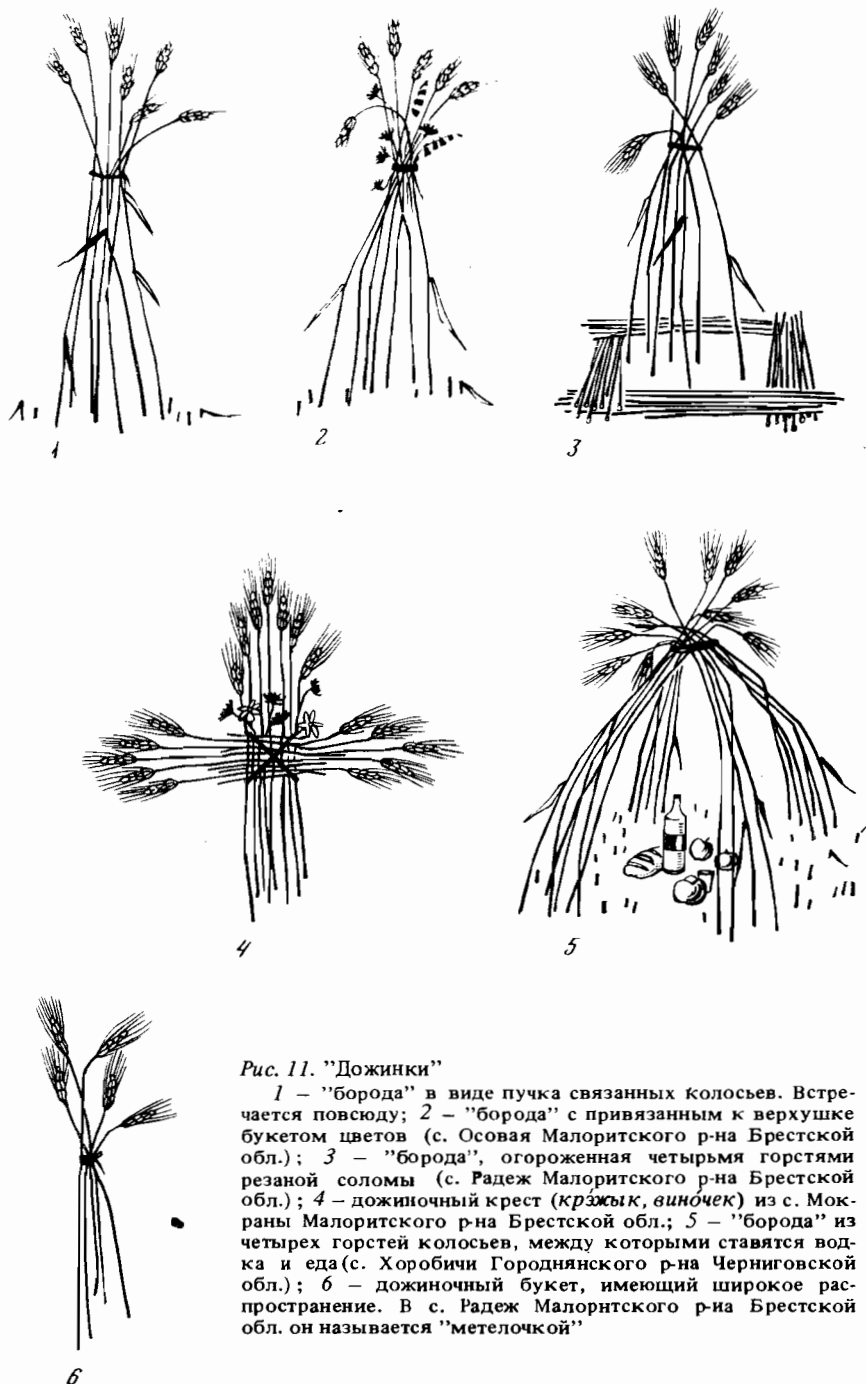 1
2
3
4
5
6
Рис. 11. ”Дожинки”
1 — ”борода” в виде пучка связанных колосьев. Встре-
чается повсюду; 2 — ”борода” с привязанным к верхушке
букетом цветов (с. Осовая Малоритского р-на Брестской
обл.); 3 — ”борода”, огороженная четырьмя горстями
резаной соломы (с. Радеж Малоритского р-на Брестской
обл.); 4 — дожиночный крест (крэ́жык, вино́чек) из с. Мок-
раны Малоритского р-на Брестской обл.; 5 — ”борода” из
четырех горстей колосьев, между которыми ставятся вод-
ка и еда (с. Хоробичи Городнянского р-на Черниговской
обл.); 6 — дожиночный букет, имеющий широкое рас-
пространение. В с. Радеж Малорнтского р-иа Брестской
обл. он называется ”метелочкой”